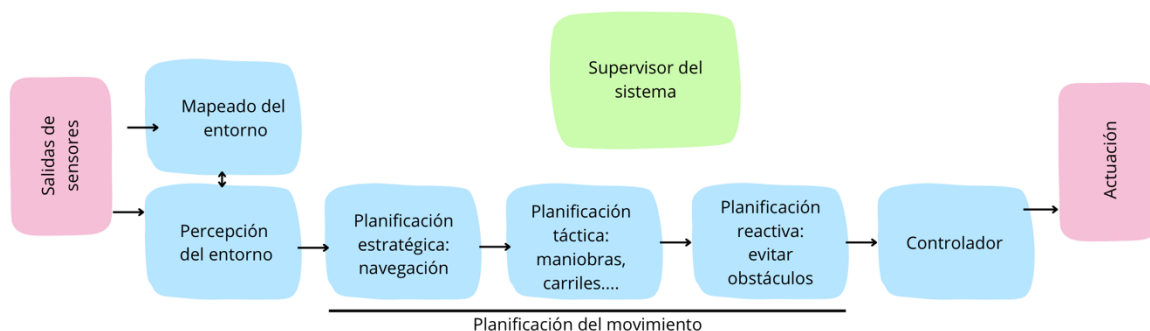 Salidas de
sensores
Mapeado del
entorno
Percepción
del entorno
Planificación
estratégica:
navegación
Planificación
táctica:
maniobras,
carriles....
Planificación
reactiva:
evitar
obstáculos
Planificación del movimiento
Supervisor del
sistema
Controlador
Actuación